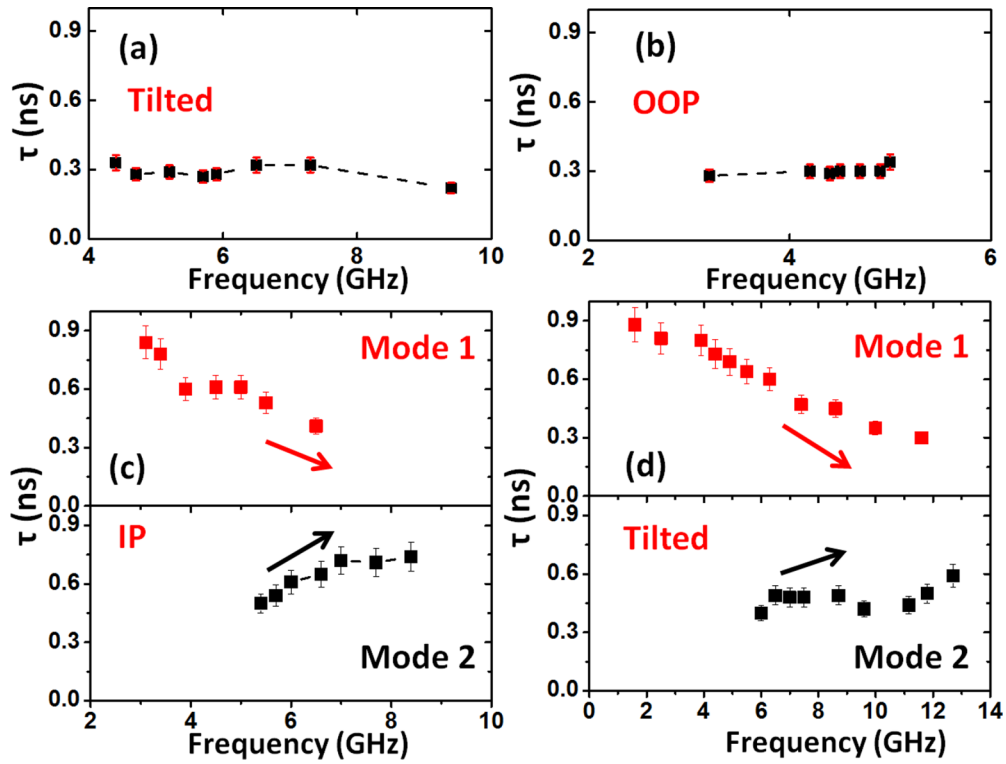 0.9
0.6
0.3
0.0
τ (ns)
(a)
Tilted
4
6
8
10
Frequency (GHz)
0.9
0.6
0.3
0.0
τ (ns)
(b)
OOP
2
4
6
Frequency (GHz)
0.9
0.6
0.3
0.0
Mode 1
(c)
τ (ns)
0.9
0.6
0.3
0.0
IP
Mode 2
2
4
6
8
10
Frequency (GHz)
0.9
0.6
0.3
0.0
Mode 1
(d)
τ (ns)
0.9
0.6
0.3
0.0
Tilted
Mode 2
0
2
4
6
8
10
12
14
Frequency (GHz)